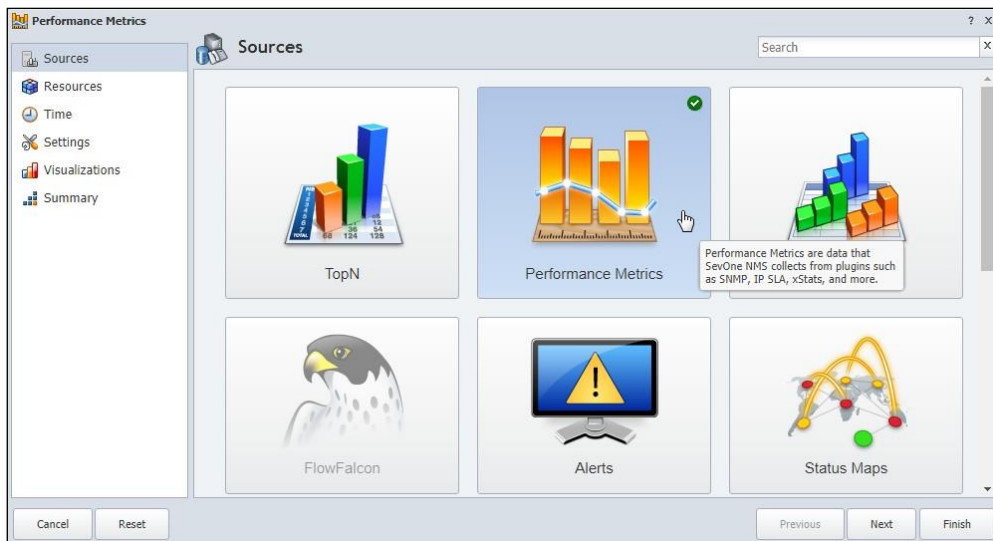 Performance Metrics
? X
Sources
Resources
Time
Settings
Visualizations
Summary
Sources
Search
X
TopN
Performance Metrics
Performance Metrics are data that
SevOne NMS collects from plugins such
as SNMP, IP SLA, xStats, and more.
FlowFalcon
Alerts
Status Maps
Cancel
Reset
Previous
Next
Finish